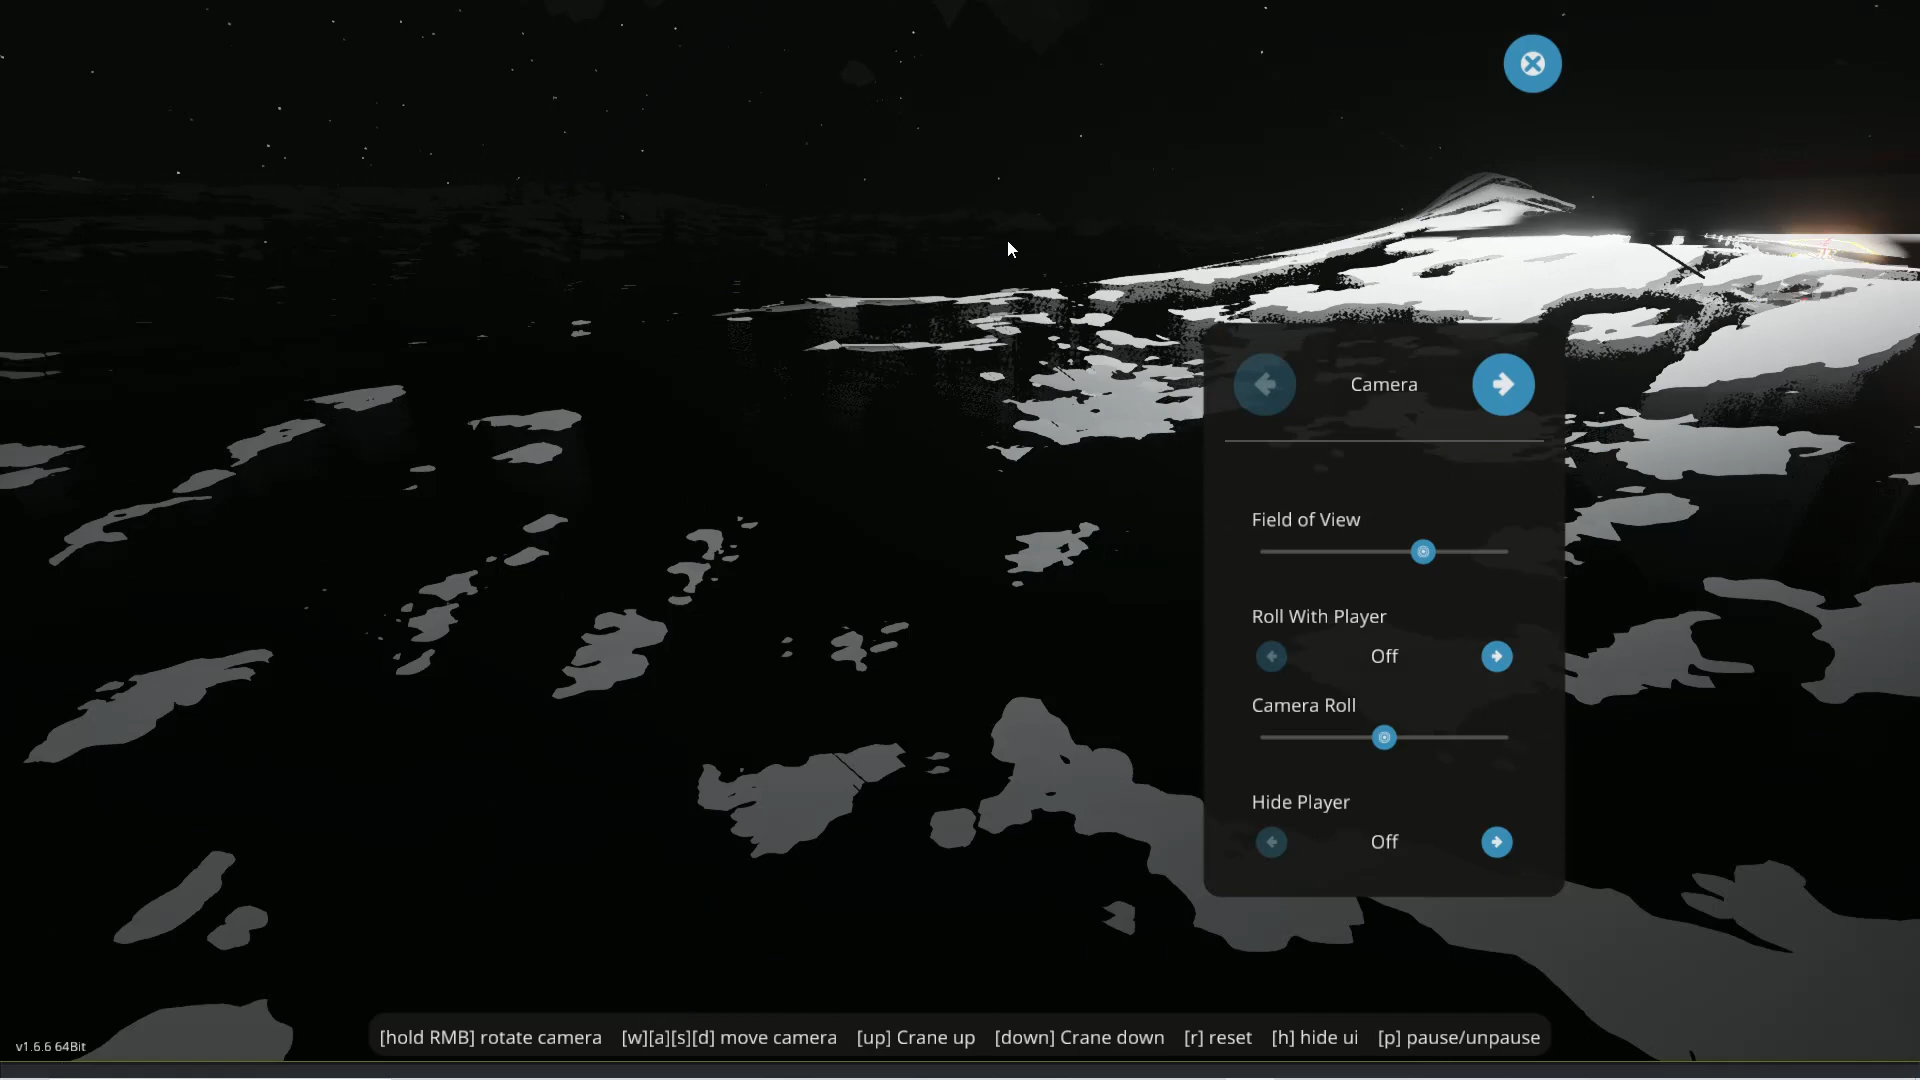 Camera
Field of View
Roll With Player
Off
Camera Roll
Hide Player
Off
[hold RMB] rotate camera [w][a][s][d] move camera [up] Crane up [down] Crane down [r] reset [h] hide ui [p] pause/unpause
v1.6.6 64Bit